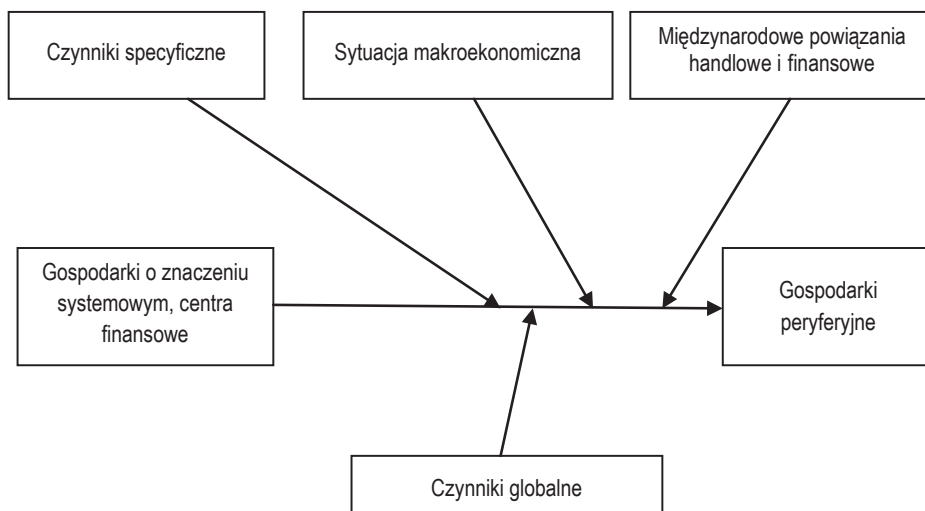 Czynniki specyficzne
Sytuacja makroekonomiczna
Międzynarodowe powiązania
handlowe i finansowe
Gospodarki o znaczeniu
systemowym, centra
finansowe
Gospodarki
peryferyjne
Czynniki globalne